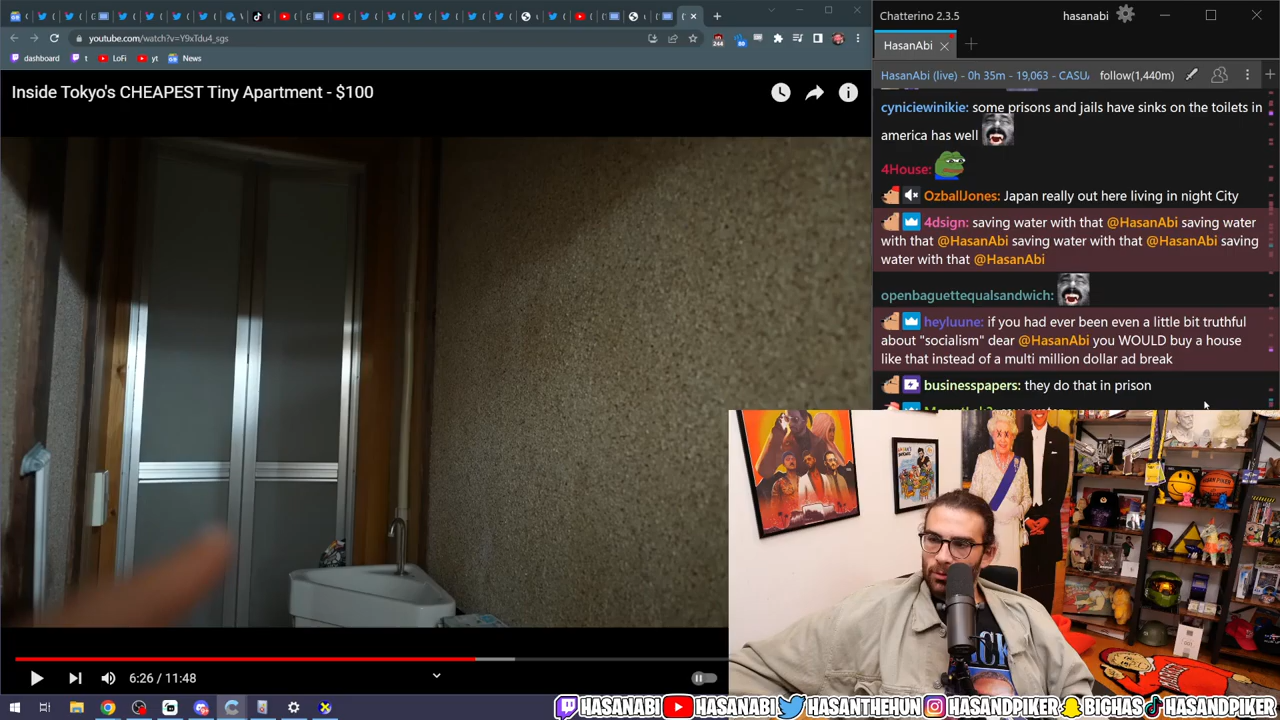 Chatterino 2.3.5
hasanabi
youtube.com/watch?v=Y9xTdu4_sgs
244
80
dashboard
t
LoFi
yt
News
HasanAbi
HasanAbi (live) - 0h 35m - 19,063 - CASU
follow(1,440m)
Inside Tokyo's CHEAPEST Tiny Apartment - $100
cyniciewinikie: some prisons and jails have sinks on the toilets in
america has well
4House:
OzballJones: Japan really out here living in night City
4dsign: saving water with that @HasanAbi saving water
with that @HasanAbi saving water with that @HasanAbi saving
water with that @HasanAbi
openbaguettequalsandwich:
heyluune: if you had ever been even a little bit truthful
about "socialism" dear @HasanAbi you WOULD buy a house
like that instead of a multi million dollar ad break
businesspapers: they do that in prison
6:26 / 11:48
HASANABI
HASANABI
HASANTHEHUN
HASANDPIKER
BIGHAS
HASANDPIKER